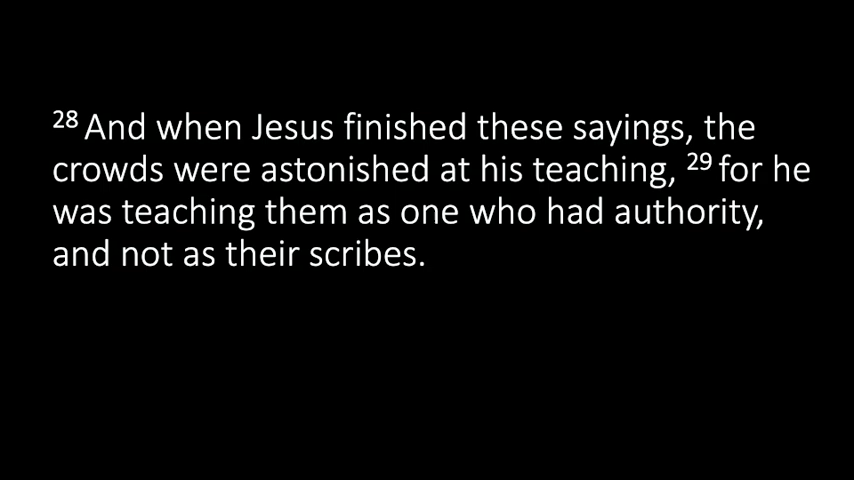 28 And when Jesus finished these sayings, the
crowds were astonished at his teaching, 29 for he
was teaching them as one who had authority,
and not as their scribes.